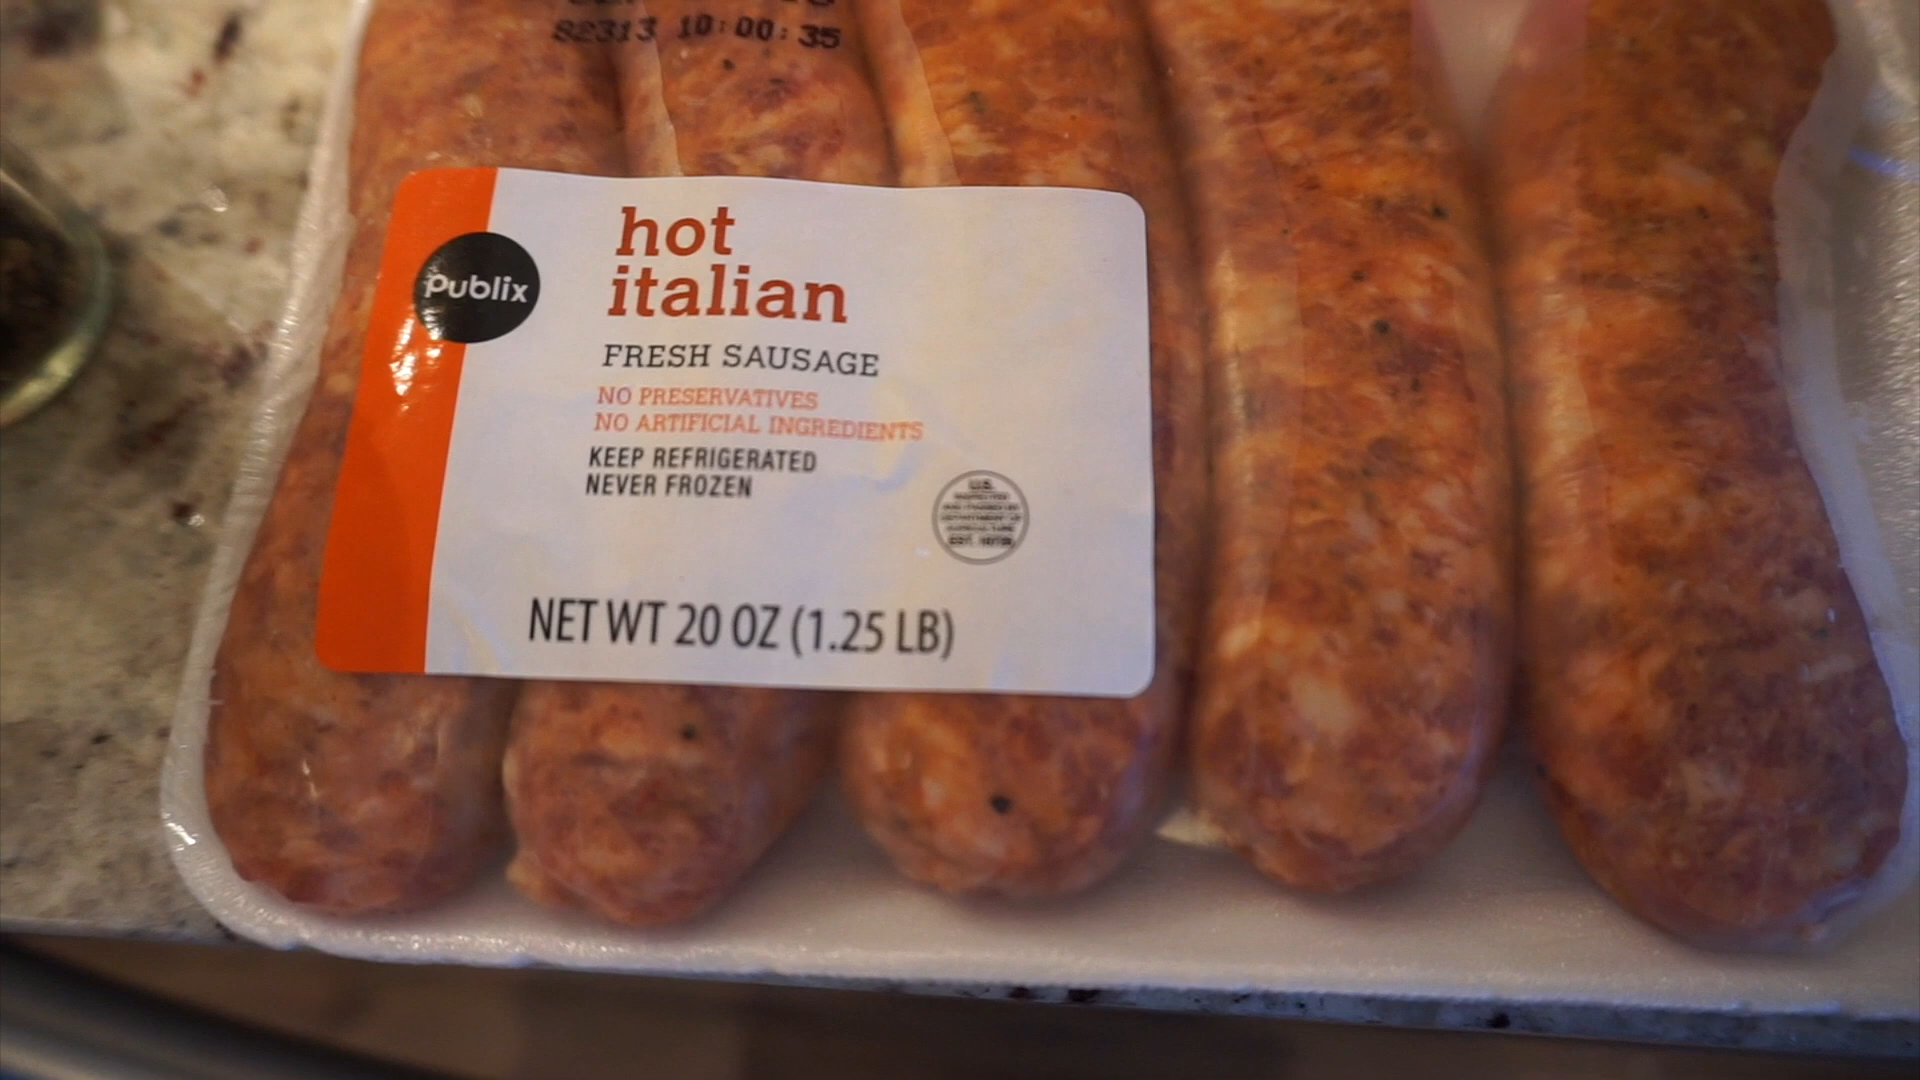 82313 10:00:35
Publix
hot
italian
FRESH SAUSAGE
NO PRESERVATIVES
NO ARTIFICIAL INGREDIENTS
KEEP REFRIGERATED
NEVER FROZEN
U.S.
EST.
NET WT 20 OZ (1.25 LB)